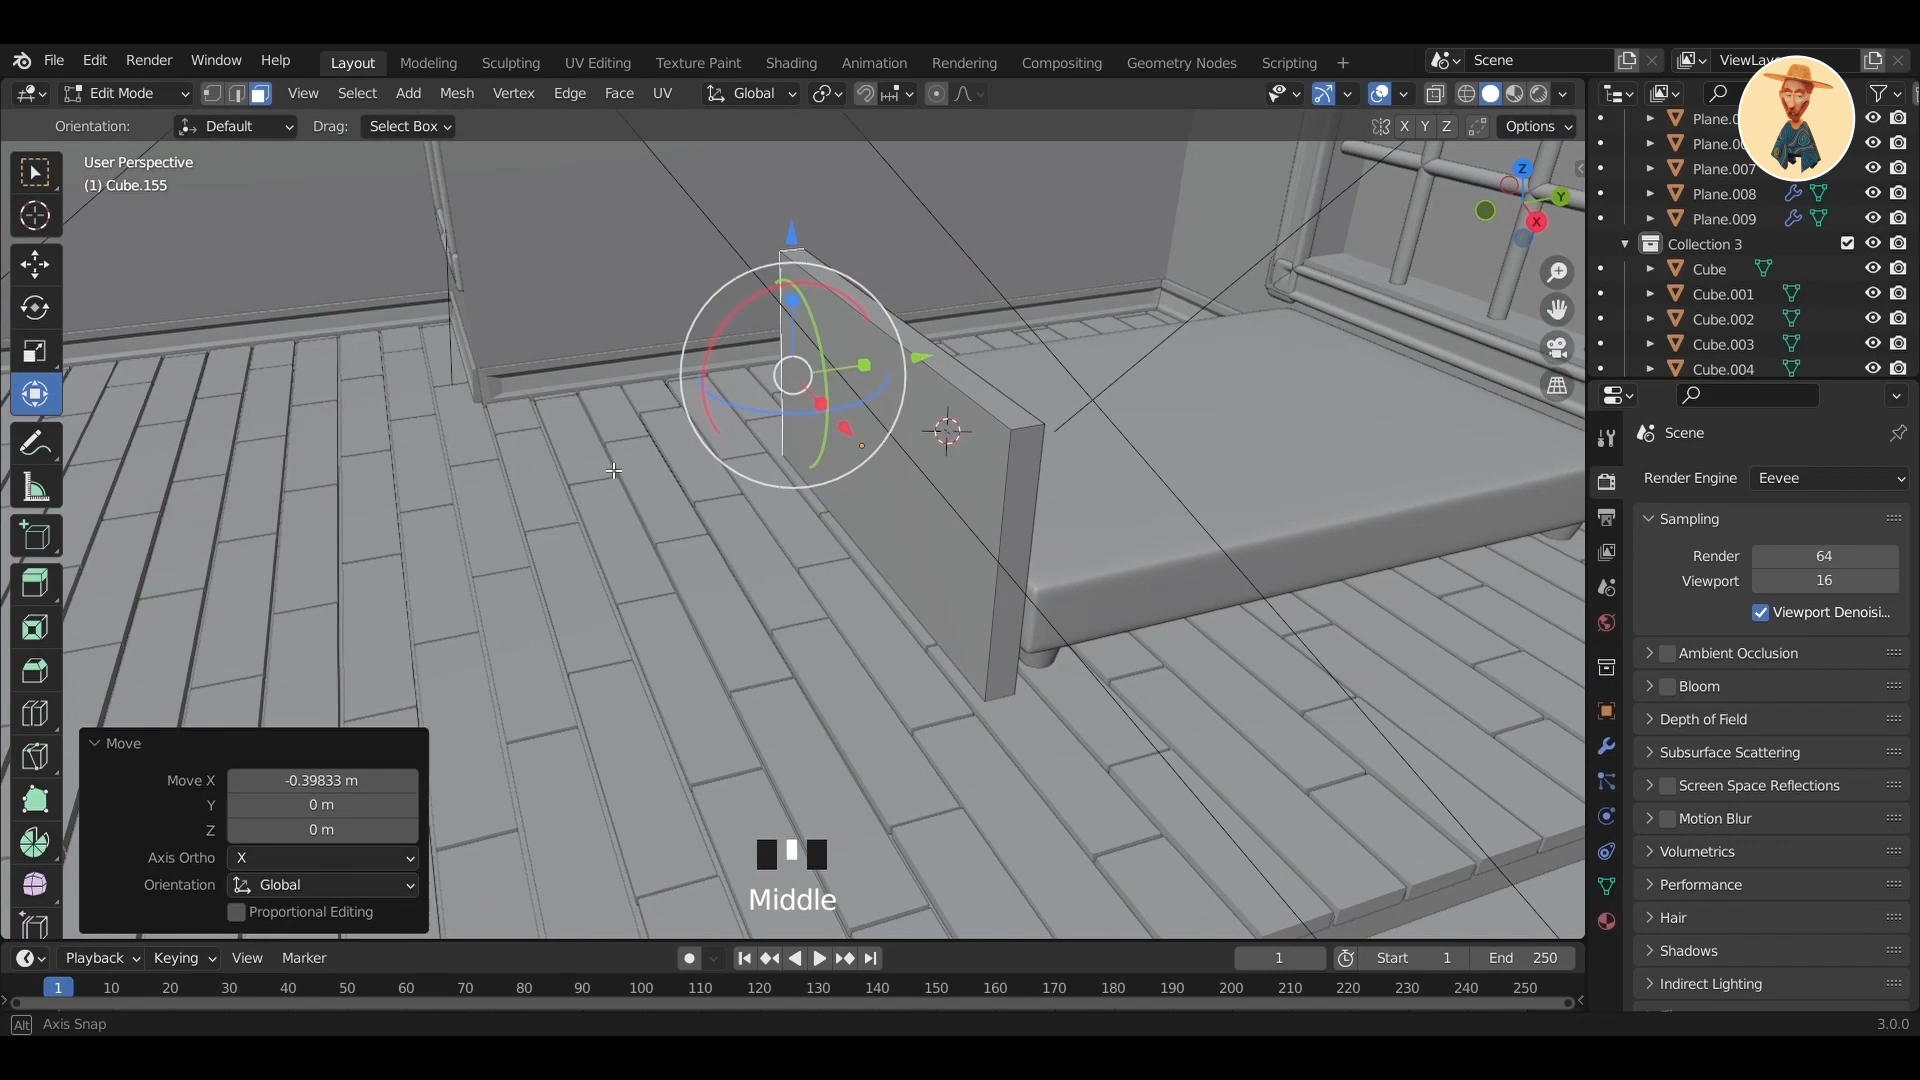 File Edit Render Window Help Layout Modeling Sculpting UV Editing Texture Paint Shading Animation Rendering Compositing Geometry Nodes Scripting + Scene
Edit Mode View Select Add Mesh Vertex Edge Face UV Global
Orientation: Default Drag: Select Box X Y Z Options
User Perspective
(1) Cube.155
Z
Y
X
Plane.007
Plane.008
Plane.009
Collection 3
Cube
Cube.001
Cube.002
Cube.003
Cube.004
Scene
Render Engine Eevee
Sampling
Render 64
Viewport 16
Viewport Denoisi...
Ambient Occlusion
Bloom
Depth of Field
Subsurface Scattering
Screen Space Reflections
Motion Blur
Volumetrics
Performance
Hair
Shadows
Indirect Lighting
Move
Move X -0.39833 m
Y 0 m
Z 0 m
Axis Ortho X
Orientation Global
Proportional Editing
Middle
Playback Keying View Marker 1 Start 1 End 250
1 10 20 30 40 50 60 70 80 90 100 110 120 130 140 150 160 170 180 190 200 210 220 230 240 250
Alt Axis Snap 3.0.0